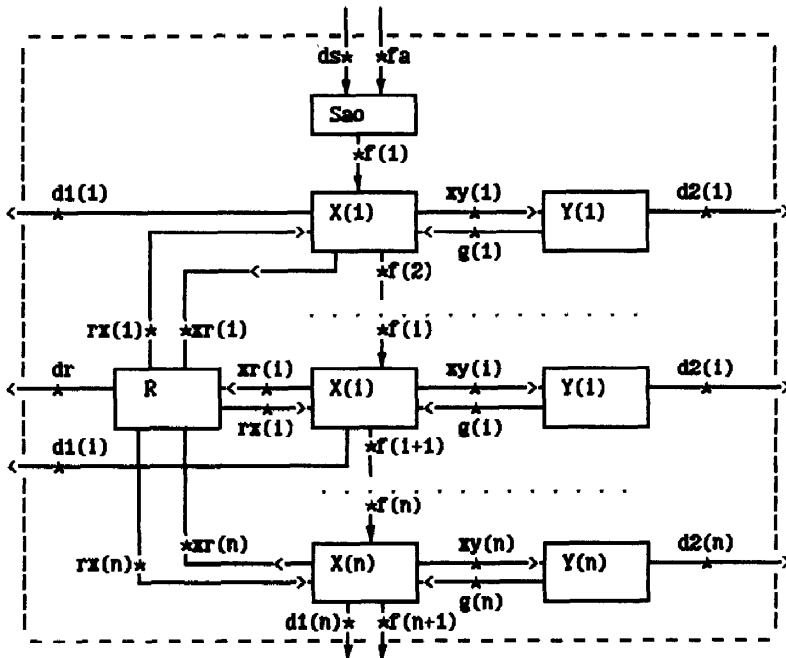 ds* *fa
Sao
*f(1)
d1(1) xy(1) d2(1)
X(1) Y(1)
g(1)
*f(2)
rx(1)* *xr(1) *f(i)
dr xr(i) xy(i) d2(i)
R X(i) Y(i)
rx(i) g(i)
d1(i) *f(i+1)
*f(n)
rx(n)* *xr(n) xy(n) d2(n)
X(n) Y(n)
g(n)
d1(n)* *f(n+1)